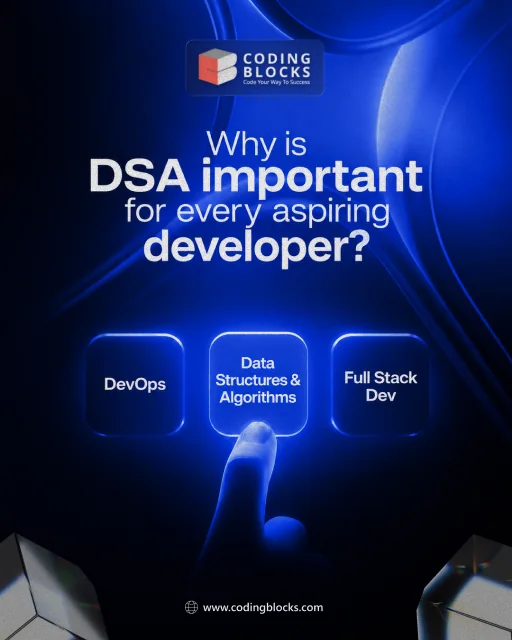 CODING
BLOCKS
Code Your Way To Success
Why is
DSA important
for every aspiring
developer?
DevOps
Data
Structures &
Algorithms
Full Stack
Dev
www.codingblocks.com